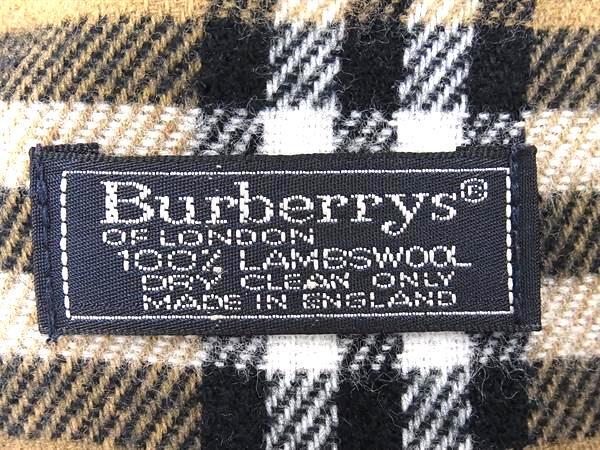 Burberrys®
OF LONDON
100% LAMBSWOOL
DRY CLEAN ONLY
MADE IN ENGLAND